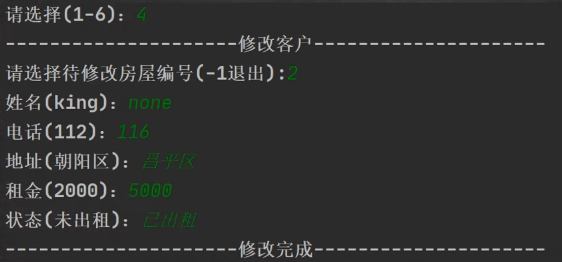 请选择(1-6): 4
---------------------修改客户---------------------
请选择待修改房屋编号(-1退出):2
姓名(king): none
电话(112): 116
地址(朝阳区): 昌平区
租金(2000): 5000
状态(未出租): 已出租
---------------------修改完成---------------------